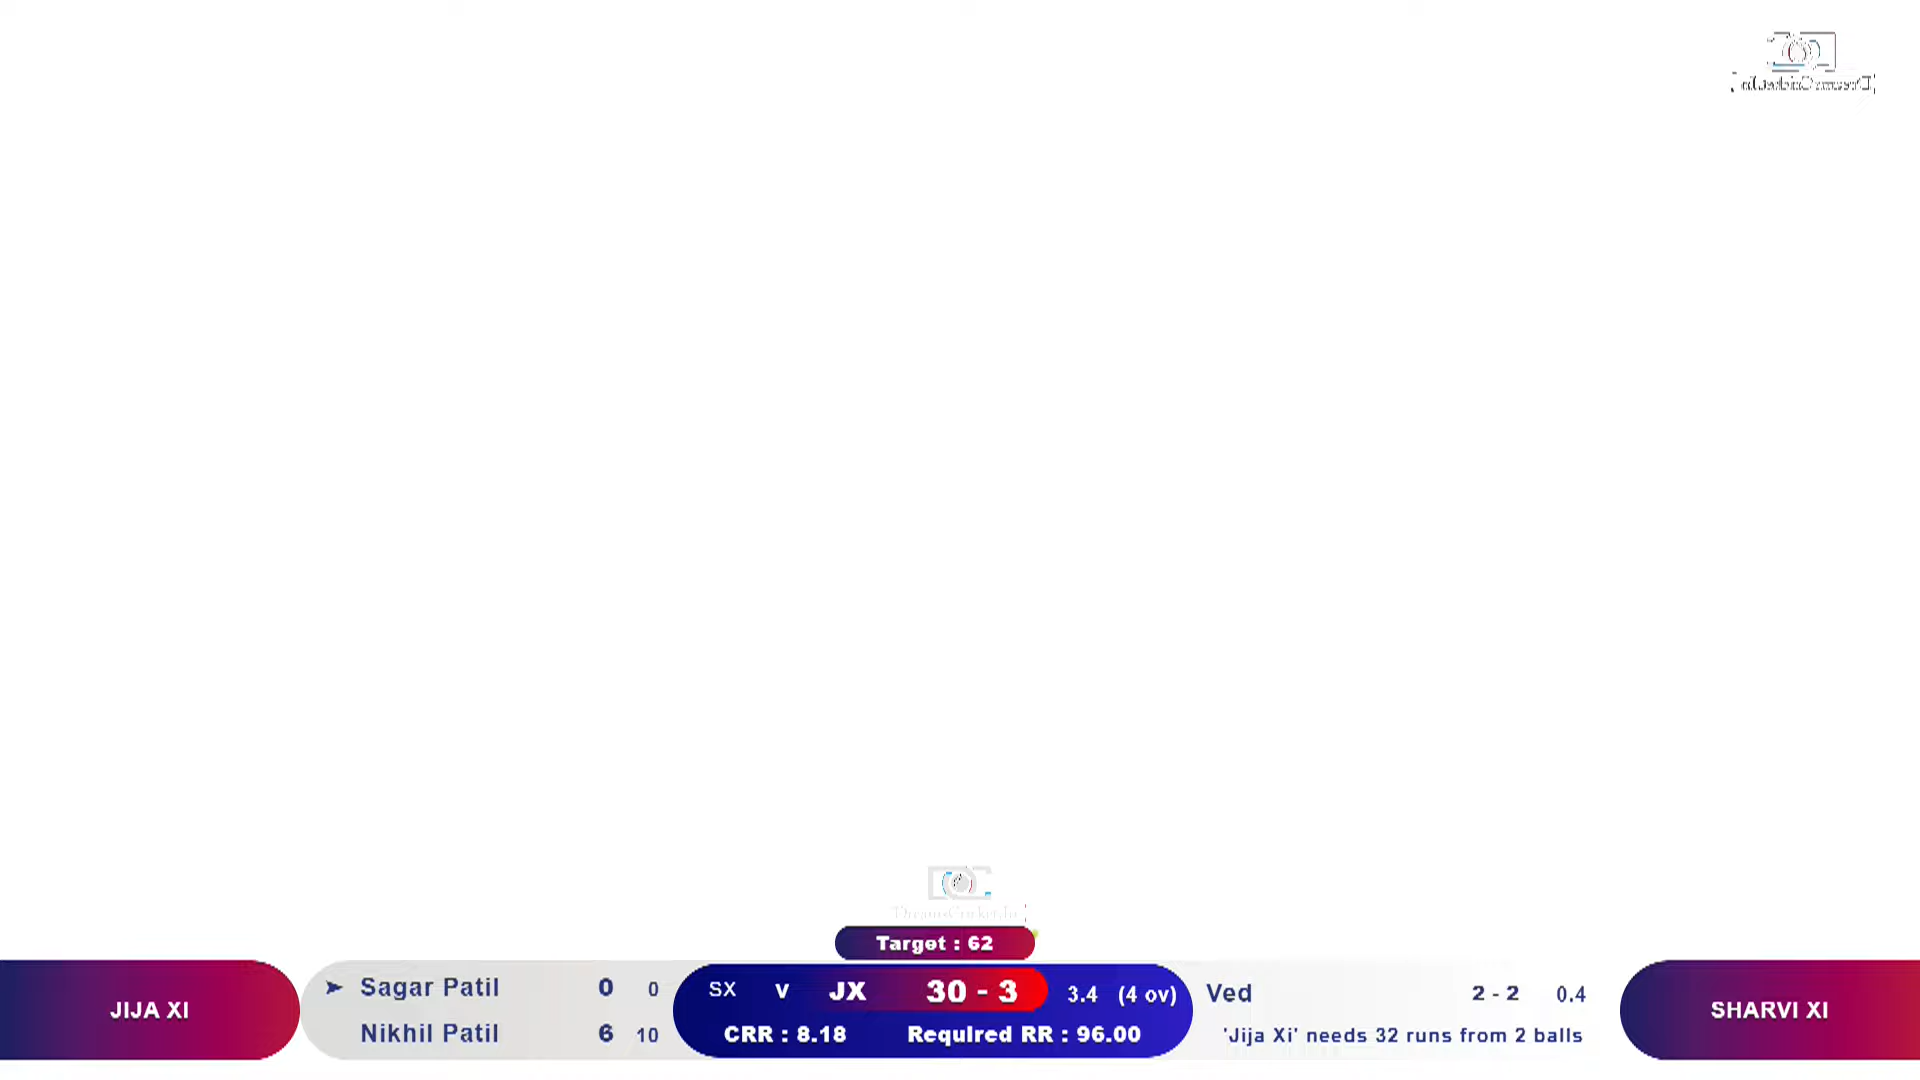 Target : 62
JIJA XI
➤ Sagar Patil 0 0
Nikhil Patil 6 10
SX v JX 30 - 3 3.4 (4 ov)
CRR : 8.18 Required RR : 96.00
Ved 2 - 2 0.4
'Jija Xi' needs 32 runs from 2 balls
SHARVI XI